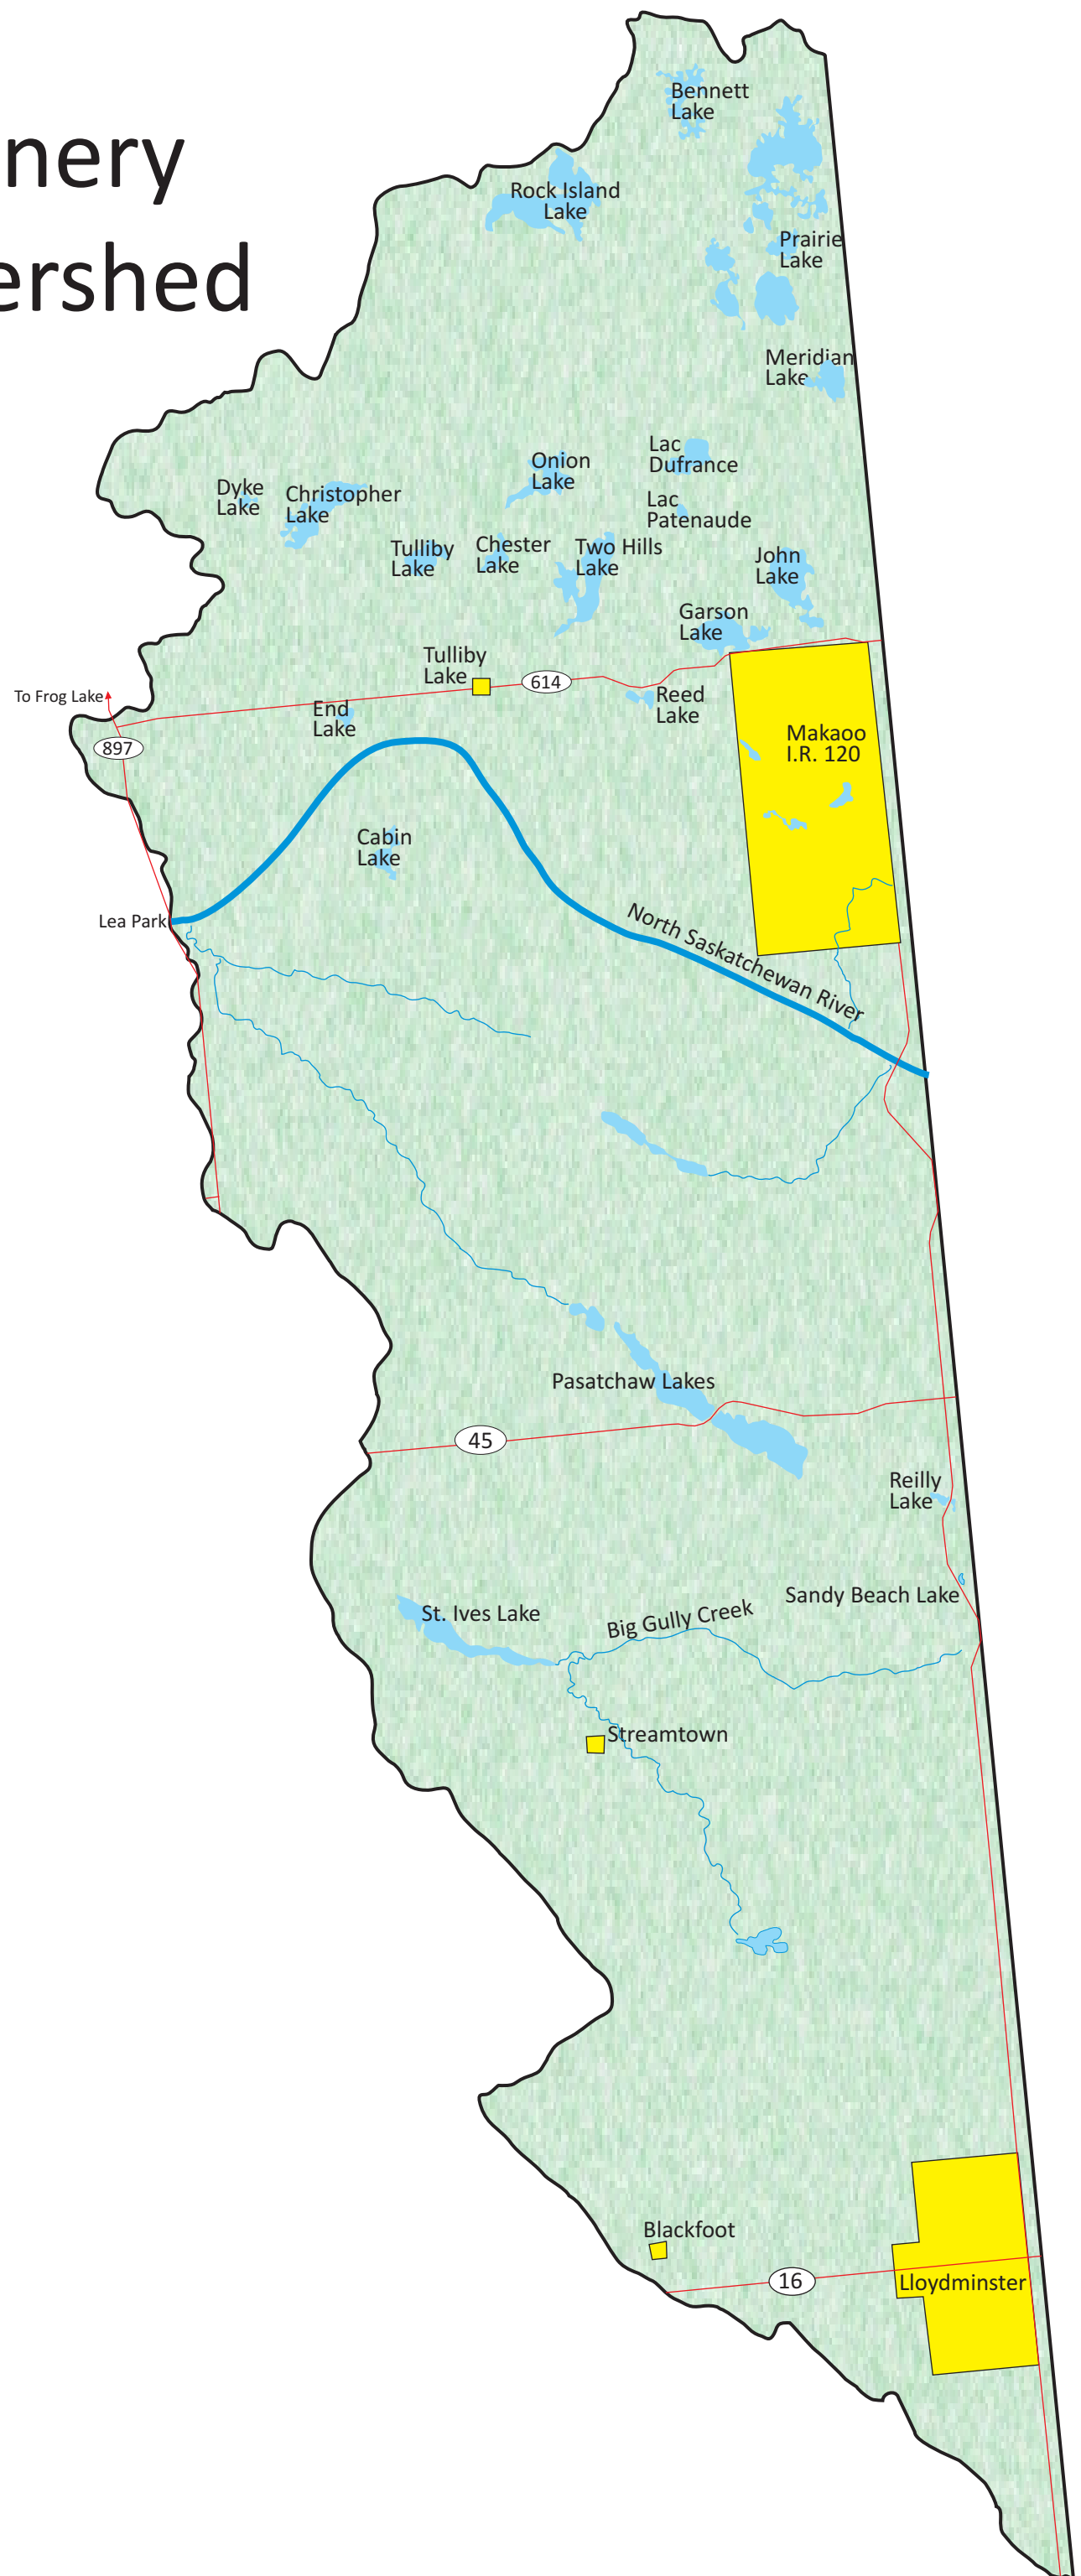 nery
ershed
Bennett
Lake
Rock Island
Lake
Prairie
Lake
Meridian
Lake
Lac
Dufrance
Onion
Lake
Dyke
Lake
Christopher
Lake
Lac
Patenaude
Tulliby
Lake
Chester
Lake
Two Hills
Lake
John
Lake
Garson
Lake
Tulliby
Lake
614
To Frog Lake
Reed
Lake
End
Lake
897
Makaoo
I.R. 120
Cabin
Lake
Lea Park
North Saskatchewan River
Pasatchaw Lakes
45
Reilly
Lake
Sandy Beach Lake
St. Ives Lake
Big Gully Creek
Streamtown
Blackfoot
16
Lloydminster